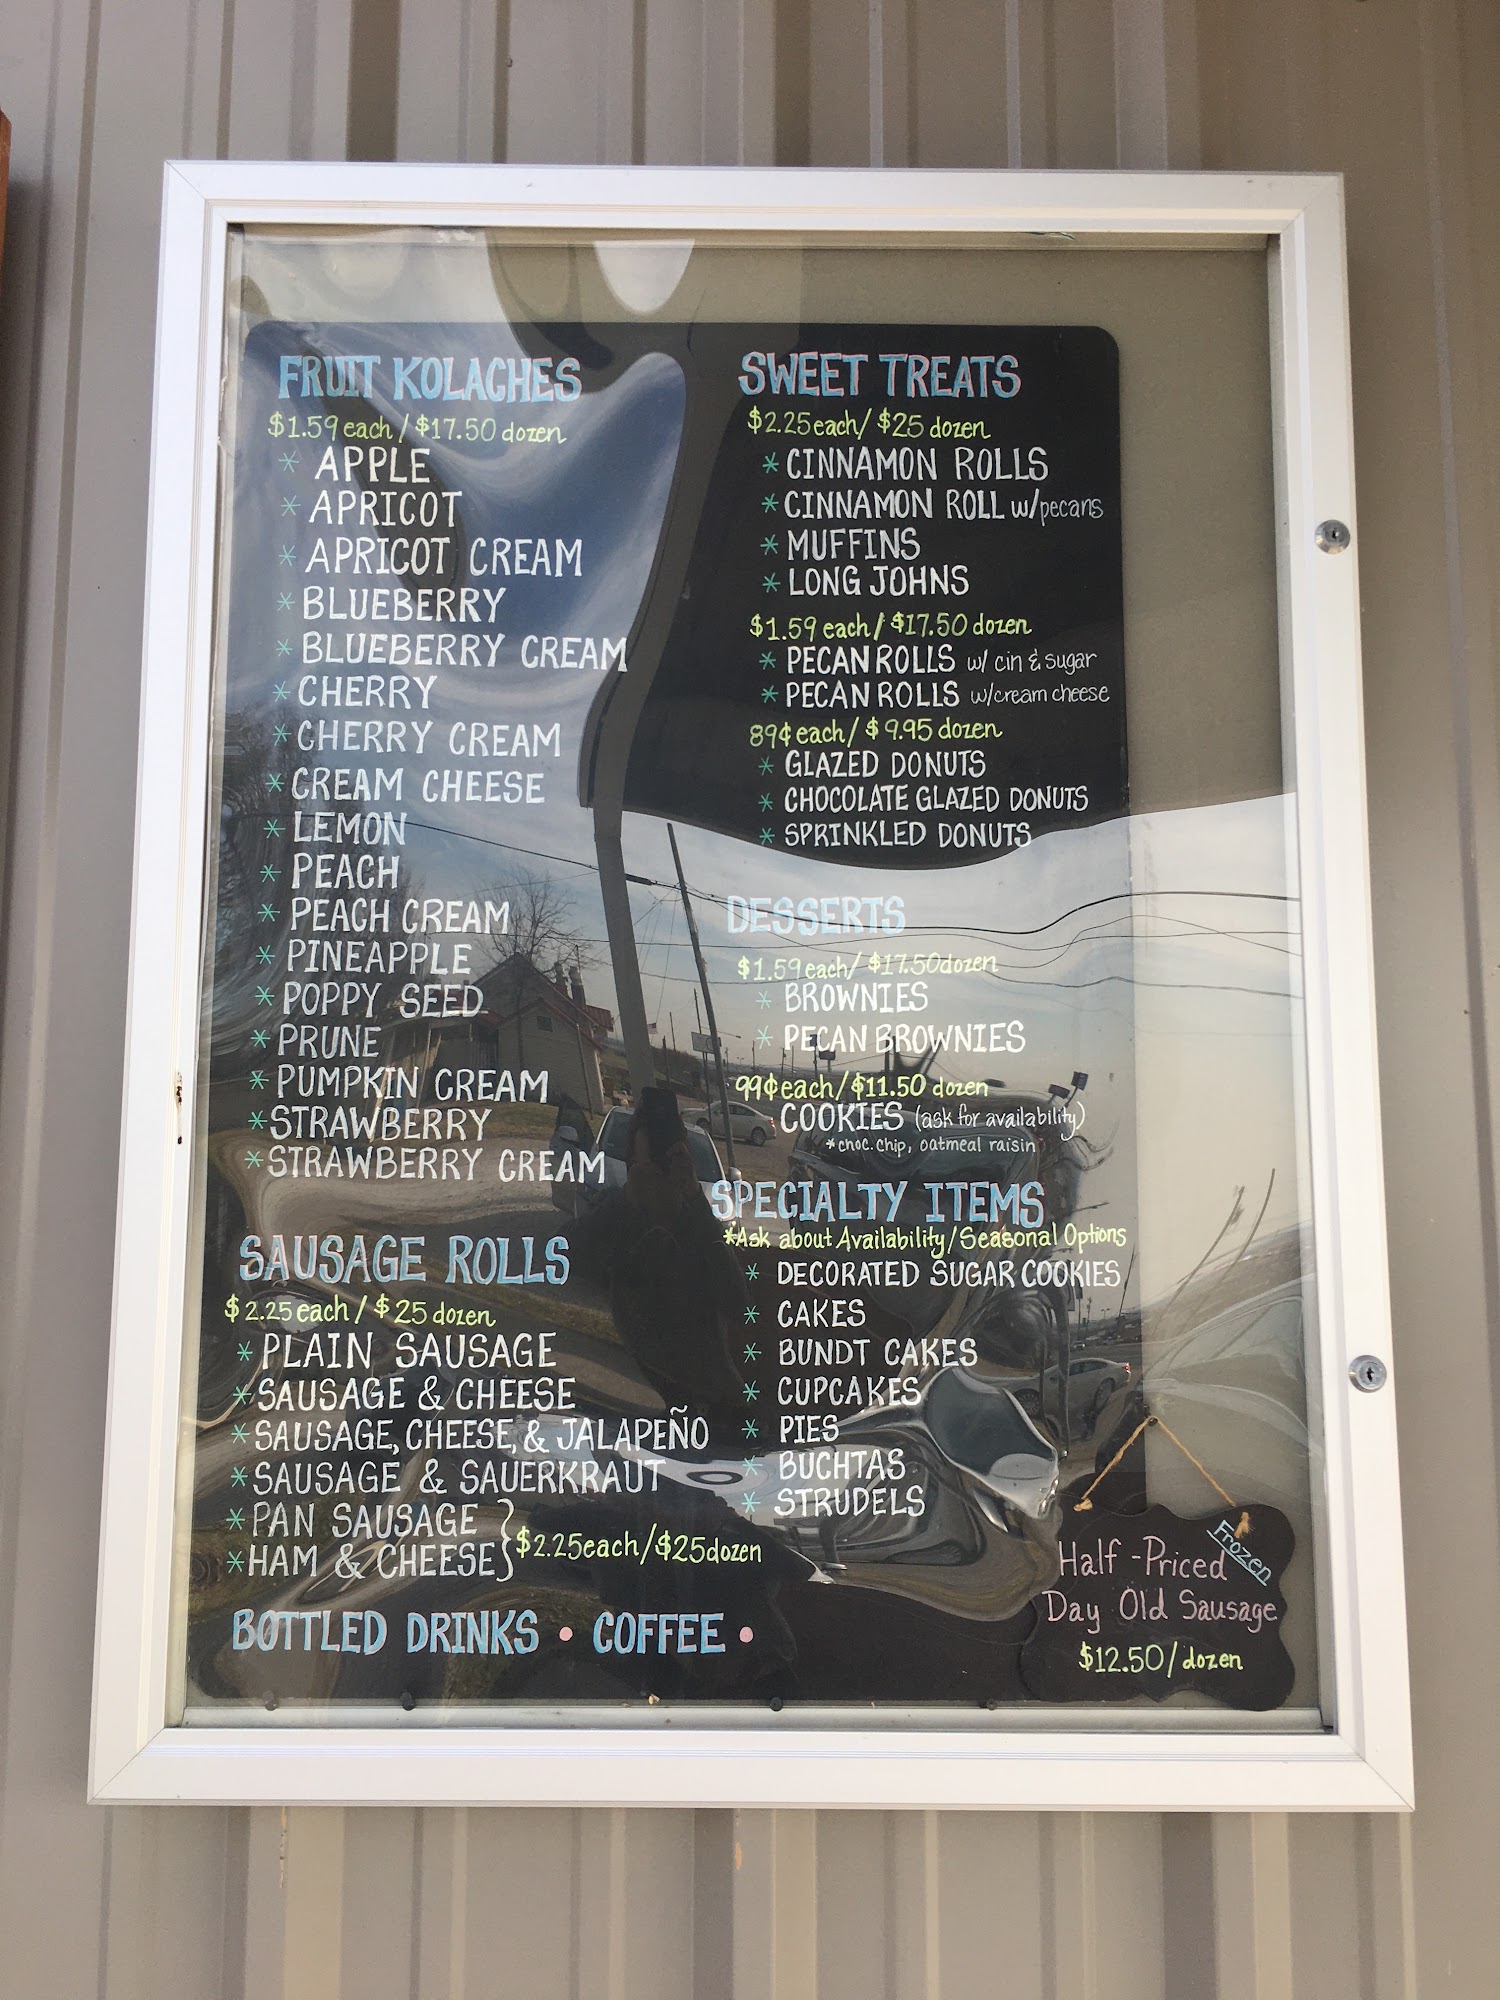 FRUIT KOLACHES
$1.59 each / $17.50 dozen
* APPLE
* APRICOT
* APRICOT CREAM
* BLUEBERRY
* BLUEBERRY CREAM
* CHERRY
* CHERRY CREAM
* CREAM CHEESE
* LEMON
* PEACH
* PEACH CREAM
* PINEAPPLE
* POPPY SEED
* PRUNE
* PUMPKIN CREAM
* STRAWBERRY
* STRAWBERRY CREAM
SAUSAGE ROLLS
$2.25 each / $25 dozen
* PLAIN SAUSAGE
* SAUSAGE & CHEESE
* SAUSAGE, CHEESE, & JALAPEÑO
* SAUSAGE & SAUERKRAUT
* PAN SAUSAGE
* HAM & CHEESE } $2.25 each/$25 dozen
BOTTLED DRINKS • COFFEE •
SWEET TREATS
$2.25 each/ $25 dozen
* CINNAMON ROLLS
* CINNAMON ROLL w/pecans
* MUFFINS
* LONG JOHNS
$1.59 each/ $17.50 dozen
* PECAN ROLLS w/ cin & sugar
* PECAN ROLLS w/cream cheese
89¢ each/ $9.95 dozen
* GLAZED DONUTS
* CHOCOLATE GLAZED DONUTS
* SPRINKLED DONUTS
DESSERTS
$1.59 each/ $17.50 dozen
* BROWNIES
* PECAN BROWNIES
99¢ each/$11.50 dozen
COOKIES (ask for availability)
*choc. chip, oatmeal raisin
SPECIALTY ITEMS
*Ask about Availability/Seasonal Options
* DECORATED SUGAR COOKIES
* CAKES
* BUNDT CAKES
* CUPCAKES
* PIES
* BUCHTAS
* STRUDELS
Frozen
Half-Priced
Day Old Sausage
$12.50/dozen